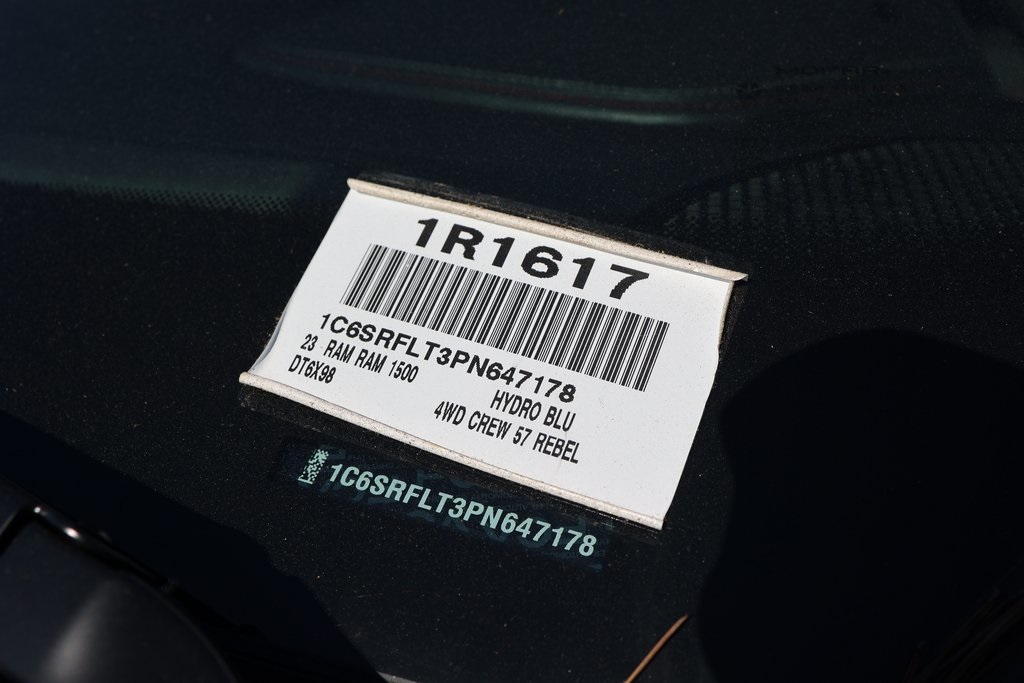 1R1617
1C6SRFLT3PN647178
23 RAM RAM 1500 HYDRO BLU
DT6X98 4WD CREW 57 REBEL
1C6SRFLT3PN647178